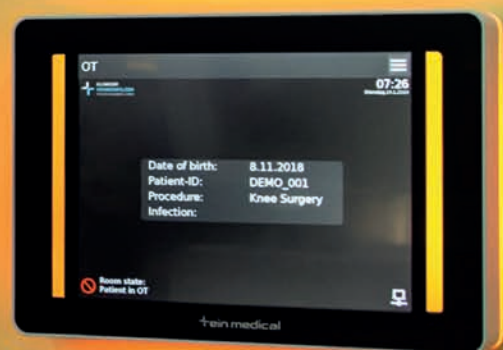 OT
07:26
Date of birth: 8.11.2018
Patient-ID: DEMO_001
Procedure: Knee Surgery
Infection:
Room state:
Patient in OT
tein medical